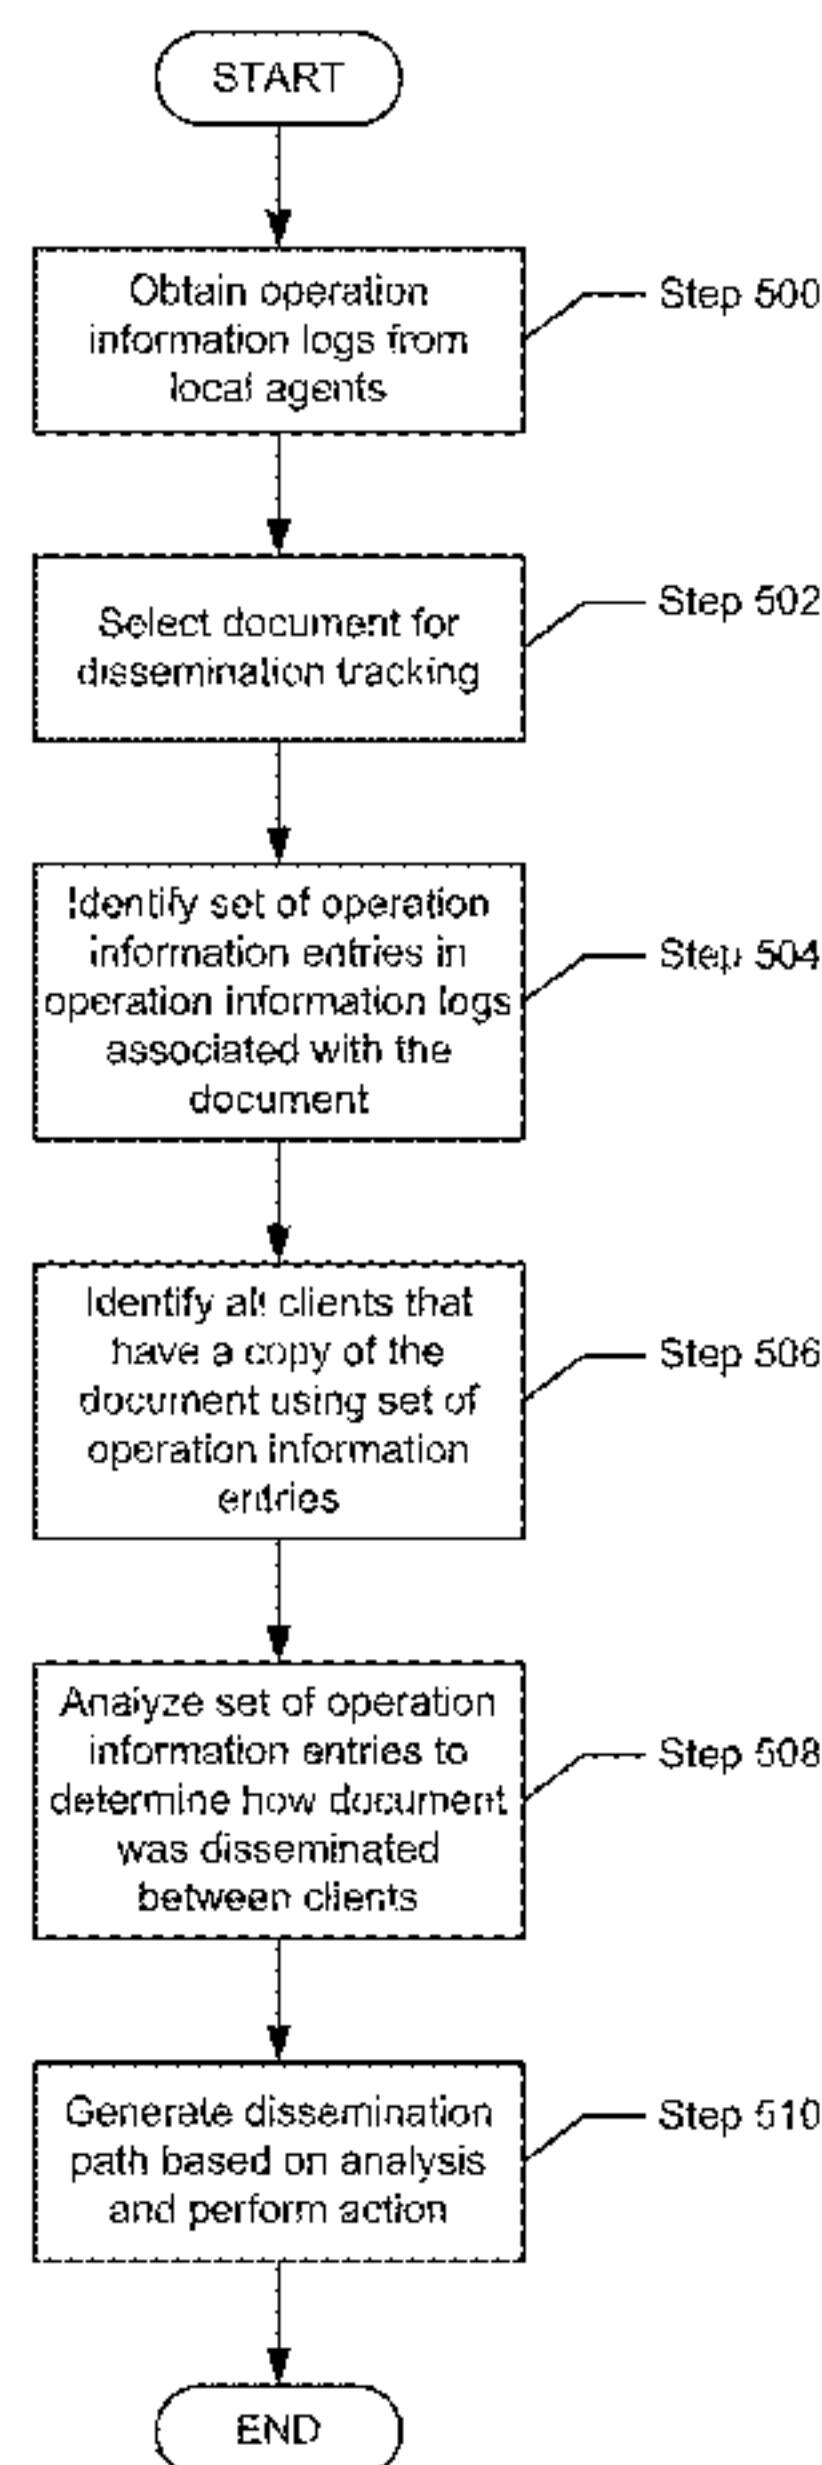 START
Obtain operation
information logs from
local agents
Step 500
Select document for
dissemination tracking
Step 502
Identify set of operation
information entries in
operation information logs
associated with the
document
Step 504
Identify all clients that
have a copy of the
document using set of
operation information
entries
Step 506
Analyze set of operation
information entries to
determine how document
was disseminated
between clients
Step 508
Generate dissemination
path based on analysis
and perform action
Step 510
END